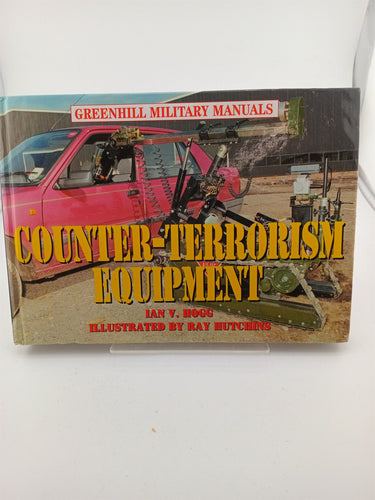 GREENHILL MILITARY MANUALS
COUNTER-TERRORISM
EQUIPMENT
IAN V. HOGG
ILLUSTRATED BY RAY HUTCHINS